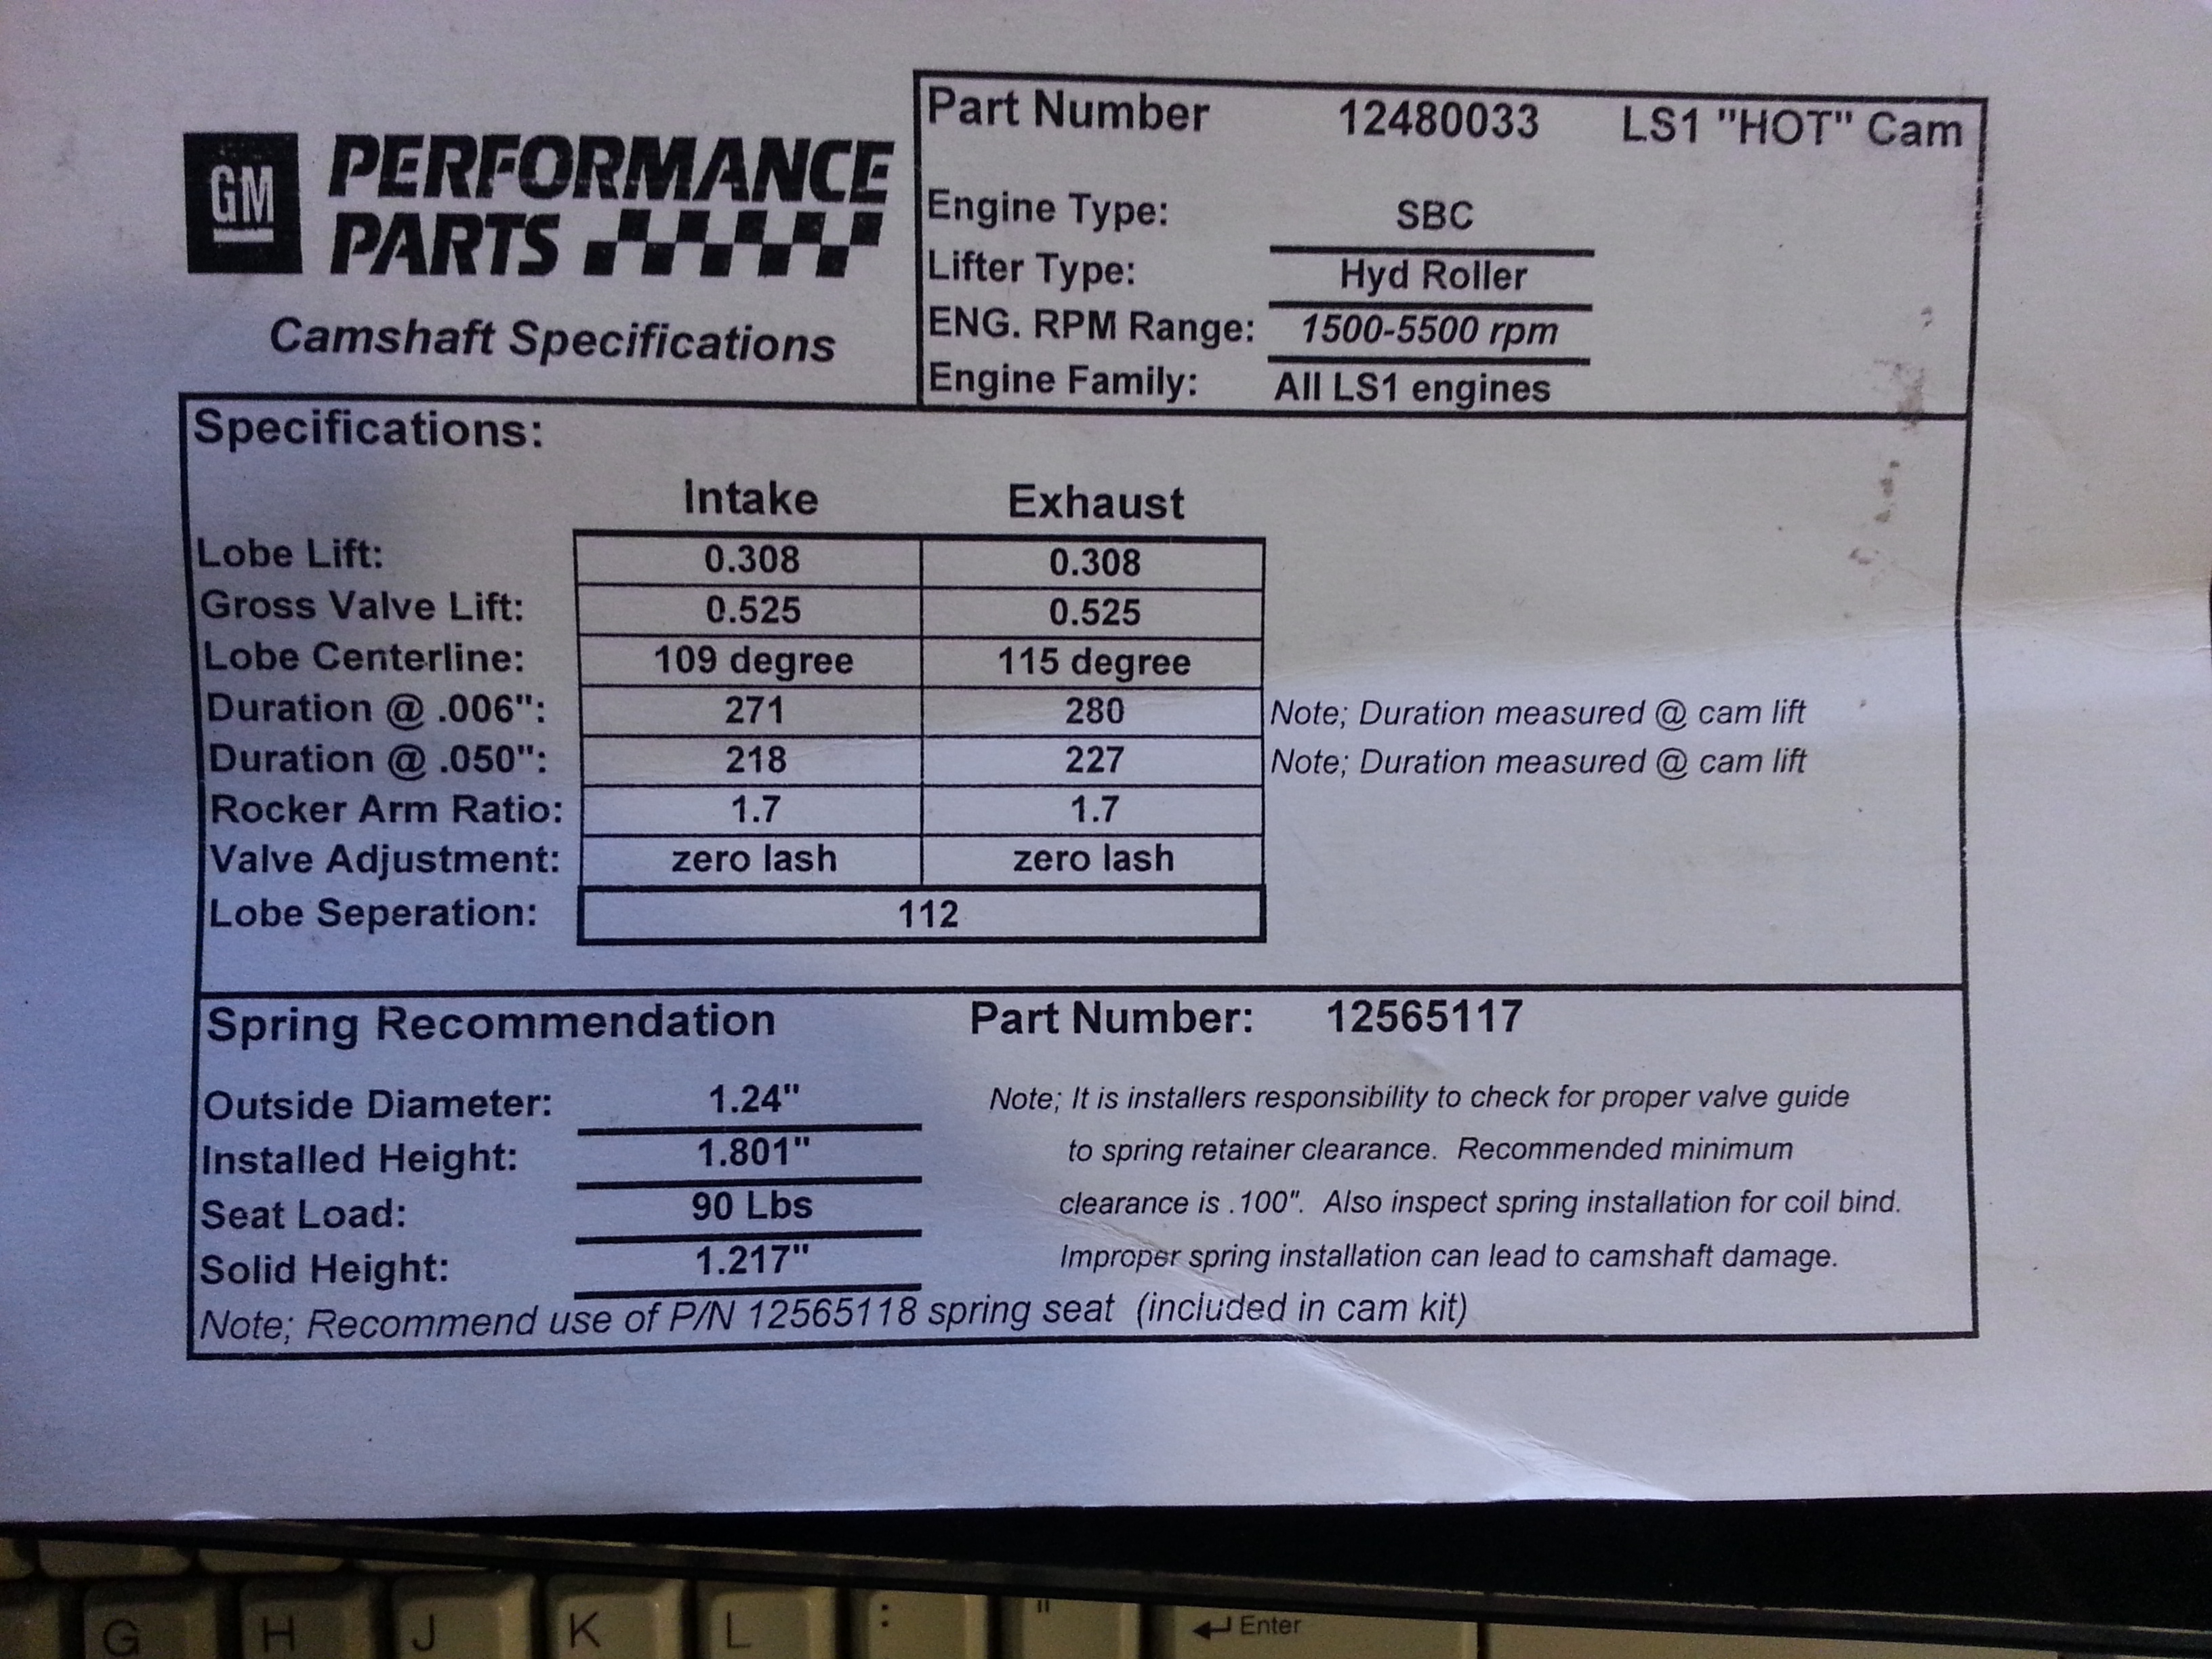 GM PERFORMANCE
PARTS
Camshaft Specifications
Part Number 12480033 LS1 "HOT" Cam
Engine Type: SBC
Lifter Type: Hyd Roller
ENG. RPM Range: 1500-5500 rpm
Engine Family: All LS1 engines
Specifications:
Intake Exhaust
Lobe Lift: 0.308 0.308
Gross Valve Lift: 0.525 0.525
Lobe Centerline: 109 degree 115 degree
Duration @ .006": 271 280 Note; Duration measured @ cam lift
Duration @ .050": 218 227 Note; Duration measured @ cam lift
Rocker Arm Ratio: 1.7 1.7
Valve Adjustment: zero lash zero lash
Lobe Seperation: 112
Spring Recommendation Part Number: 12565117
Outside Diameter: 1.24" Note; It is installers responsibility to check for proper valve guide
Installed Height: 1.801" to spring retainer clearance. Recommended minimum
Seat Load: 90 Lbs clearance is .100". Also inspect spring installation for coil bind.
Solid Height: 1.217" Improper spring installation can lead to camshaft damage.
Note; Recommend use of P/N 12565118 spring seat (included in cam kit)
G H J K L : " Enter